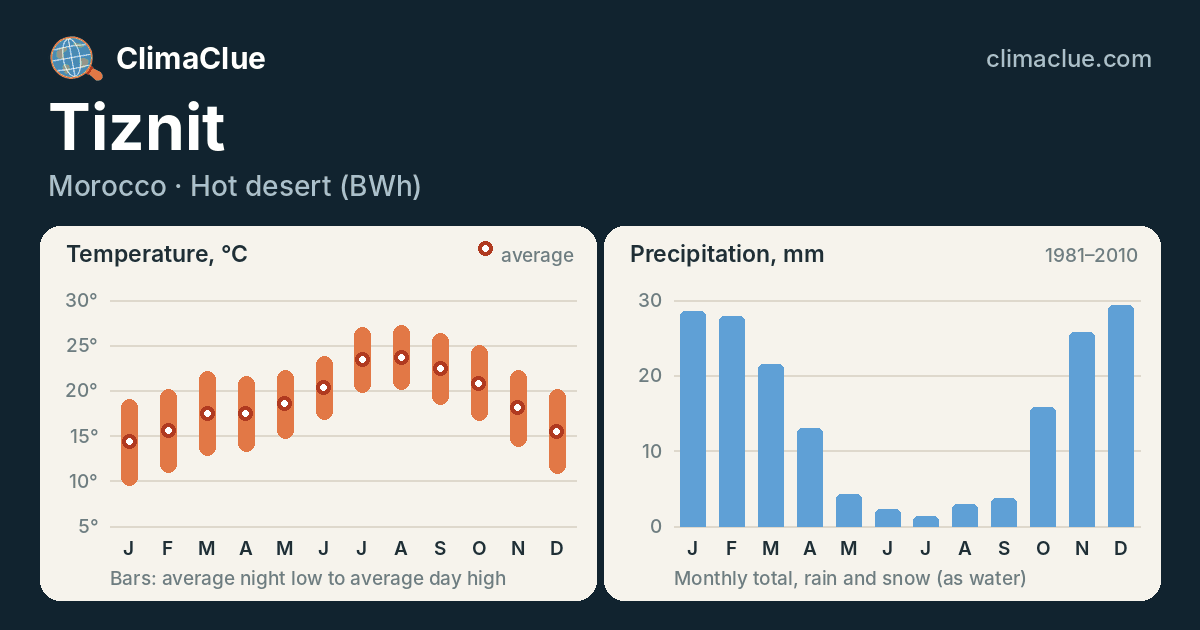 ClimaClue
climaclue.com
Tiznit
Morocco · Hot desert (BWh)
Temperature, °C
average
30°
25°
20°
15°
10°
5°
J F M A M J J A S O N D
Bars: average night low to average day high
Precipitation, mm
1981–2010
30
20
10
0
J F M A M J J A S O N D
Monthly total, rain and snow (as water)